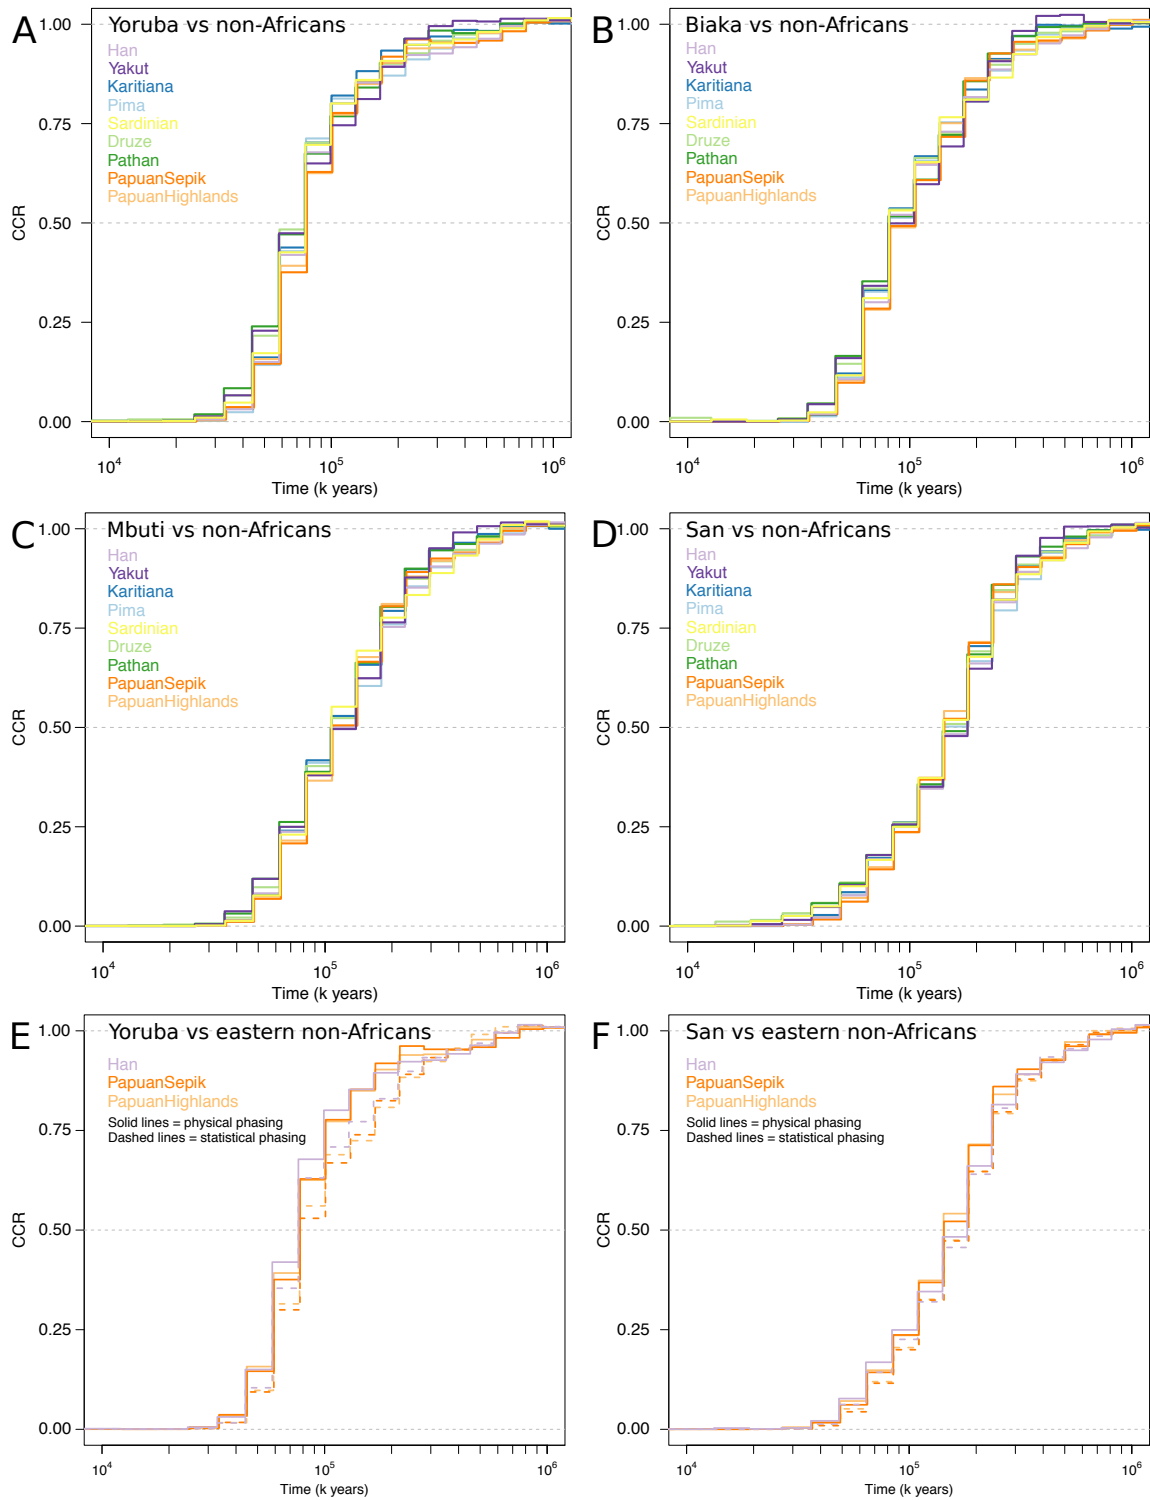 A
Yoruba vs non-Africans
Han
Yakut
Karitiana
Pima
Sardinian
Druze
Pathan
PapuanSepik
PapuanHighlands
1.00
0.75
0.50
0.25
0.00
CCR
10^4
10^5
10^6
Time (k years)
B
Biaka vs non-Africans
Han
Yakut
Karitiana
Pima
Sardinian
Druze
Pathan
PapuanSepik
PapuanHighlands
1.00
0.75
0.50
0.25
0.00
CCR
10^4
10^5
10^6
Time (k years)
C
Mbuti vs non-Africans
Han
Yakut
Karitiana
Pima
Sardinian
Druze
Pathan
PapuanSepik
PapuanHighlands
1.00
0.75
0.50
0.25
0.00
CCR
10^4
10^5
10^6
Time (k years)
D
San vs non-Africans
Han
Yakut
Karitiana
Pima
Sardinian
Druze
Pathan
PapuanSepik
PapuanHighlands
1.00
0.75
0.50
0.25
0.00
CCR
10^4
10^5
10^6
Time (k years)
E
Yoruba vs eastern non-Africans
Han
PapuanSepik
PapuanHighlands
Solid lines = physical phasing
Dashed lines = statistical phasing
1.00
0.75
0.50
0.25
0.00
CCR
10^4
10^5
10^6
Time (k years)
F
San vs eastern non-Africans
Han
PapuanSepik
PapuanHighlands
Solid lines = physical phasing
Dashed lines = statistical phasing
1.00
0.75
0.50
0.25
0.00
CCR
10^4
10^5
10^6
Time (k years)